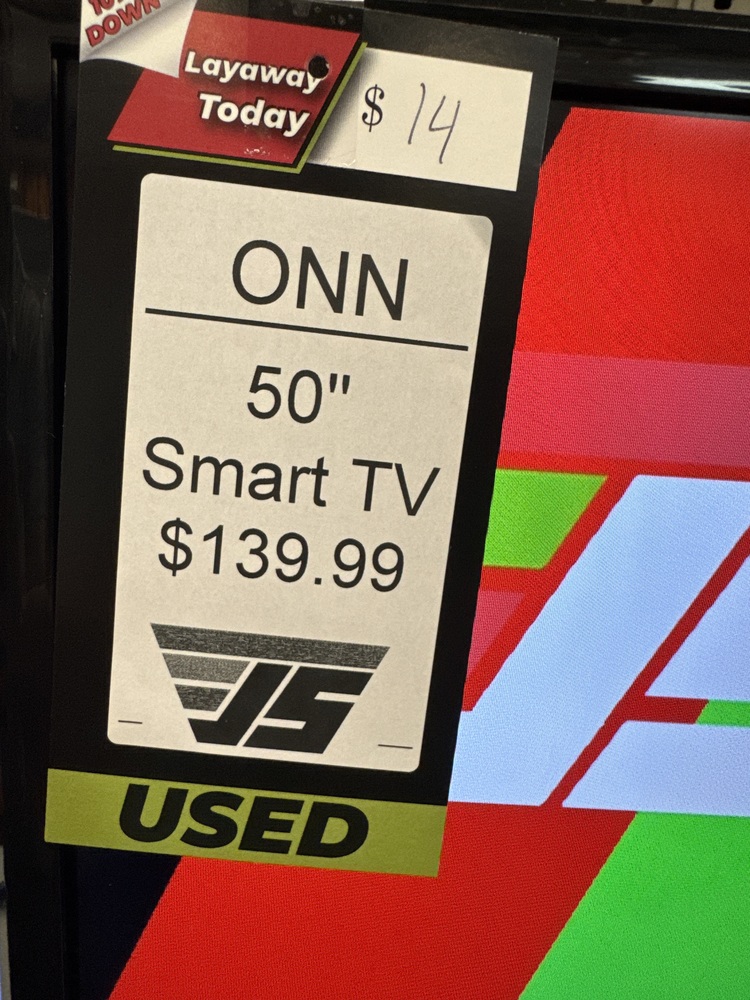 DOWN
Layaway
Today
$ 14
ONN
50"
Smart TV
$139.99
JS
USED